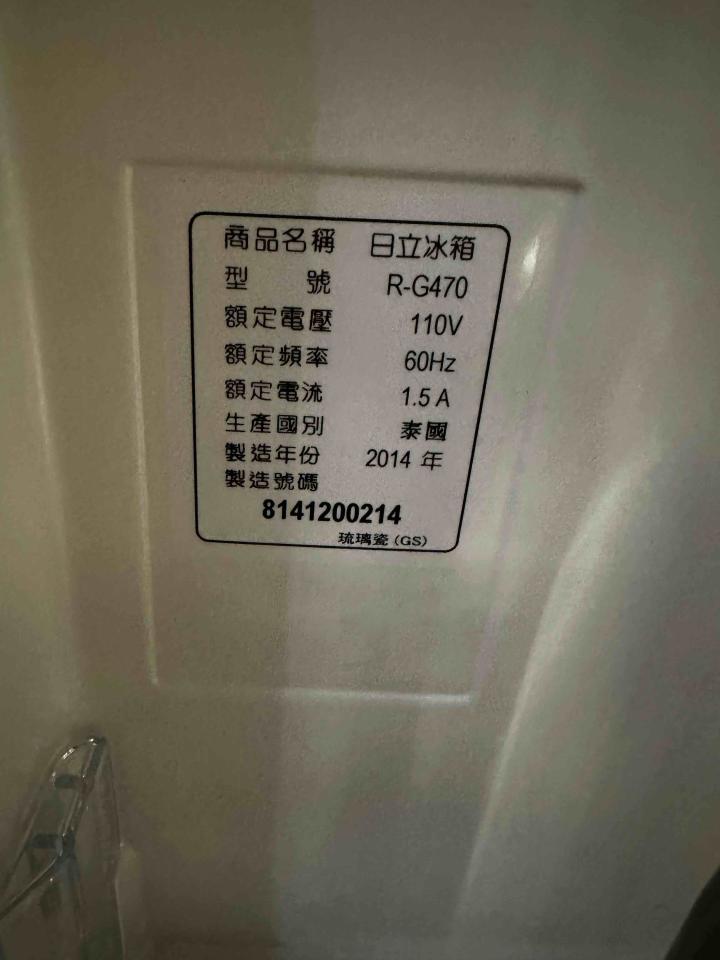 商品名稱 日立冰箱
型 號 R-G470
額定電壓 110V
額定頻率 60Hz
額定電流 1.5 A
生產國別 泰國
製造年份 2014 年
製造號碼
8141200214
琉璃瓷 (GS)